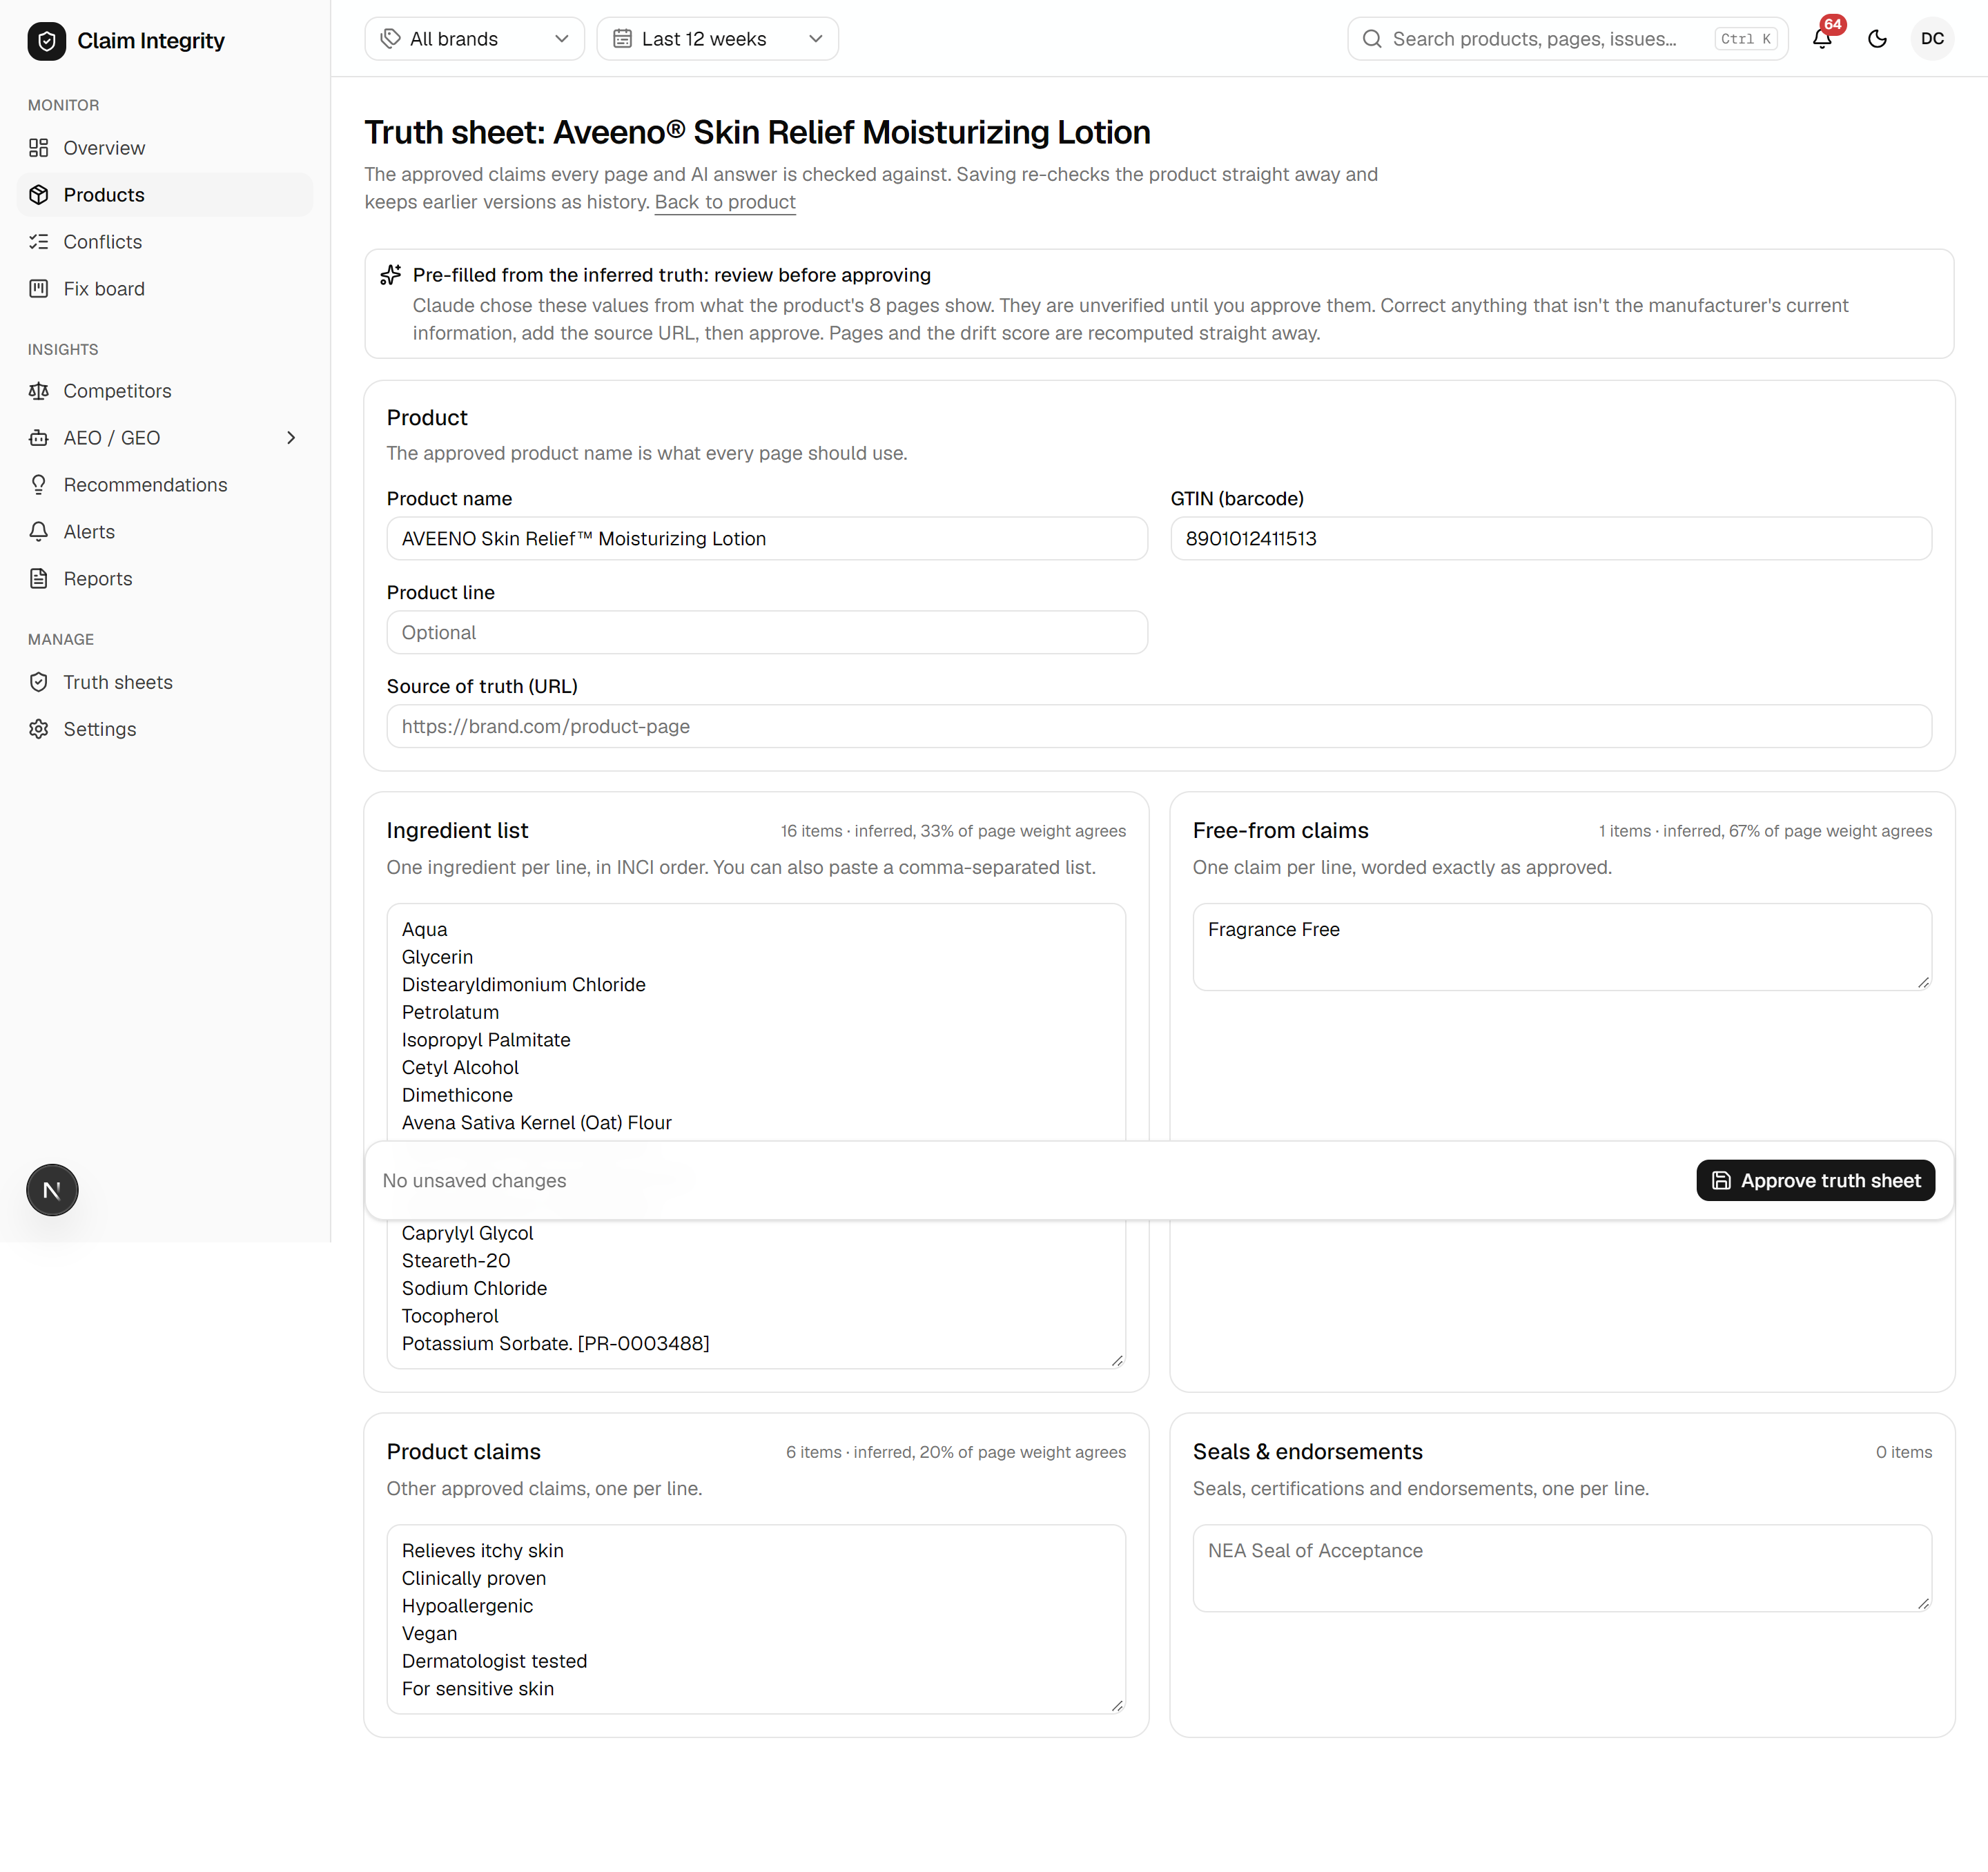 Claim Integrity
All brands
Last 12 weeks
Search products, pages, issues...
Ctrl K
64
DC
MONITOR
Overview
Products
Conflicts
Fix board
INSIGHTS
Competitors
AEO / GEO
Recommendations
Alerts
Reports
MANAGE
Truth sheets
Settings
N
Truth sheet: Aveeno® Skin Relief Moisturizing Lotion
The approved claims every page and AI answer is checked against. Saving re-checks the product straight away and
keeps earlier versions as history. Back to product
Pre-filled from the inferred truth: review before approving
Claude chose these values from what the product's 8 pages show. They are unverified until you approve them. Correct anything that isn't the manufacturer's current
information, add the source URL, then approve. Pages and the drift score are recomputed straight away.
Product
The approved product name is what every page should use.
Product name
AVEENO Skin Relief™ Moisturizing Lotion
GTIN (barcode)
8901012411513
Product line
Optional
Source of truth (URL)
https://brand.com/product-page
Ingredient list
16 items · inferred, 33% of page weight agrees
One ingredient per line, in INCI order. You can also paste a comma-separated list.
Aqua
Glycerin
Distearyldimonium Chloride
Petrolatum
Isopropyl Palmitate
Cetyl Alcohol
Dimethicone
Avena Sativa Kernel (Oat) Flour
Free-from claims
1 items · inferred, 67% of page weight agrees
One claim per line, worded exactly as approved.
Fragrance Free
No unsaved changes
Approve truth sheet
Caprylyl Glycol
Steareth-20
Sodium Chloride
Tocopherol
Potassium Sorbate. [PR-0003488]
Product claims
6 items · inferred, 20% of page weight agrees
Other approved claims, one per line.
Relieves itchy skin
Clinically proven
Hypoallergenic
Vegan
Dermatologist tested
For sensitive skin
Seals & endorsements
0 items
Seals, certifications and endorsements, one per line.
NEA Seal of Acceptance